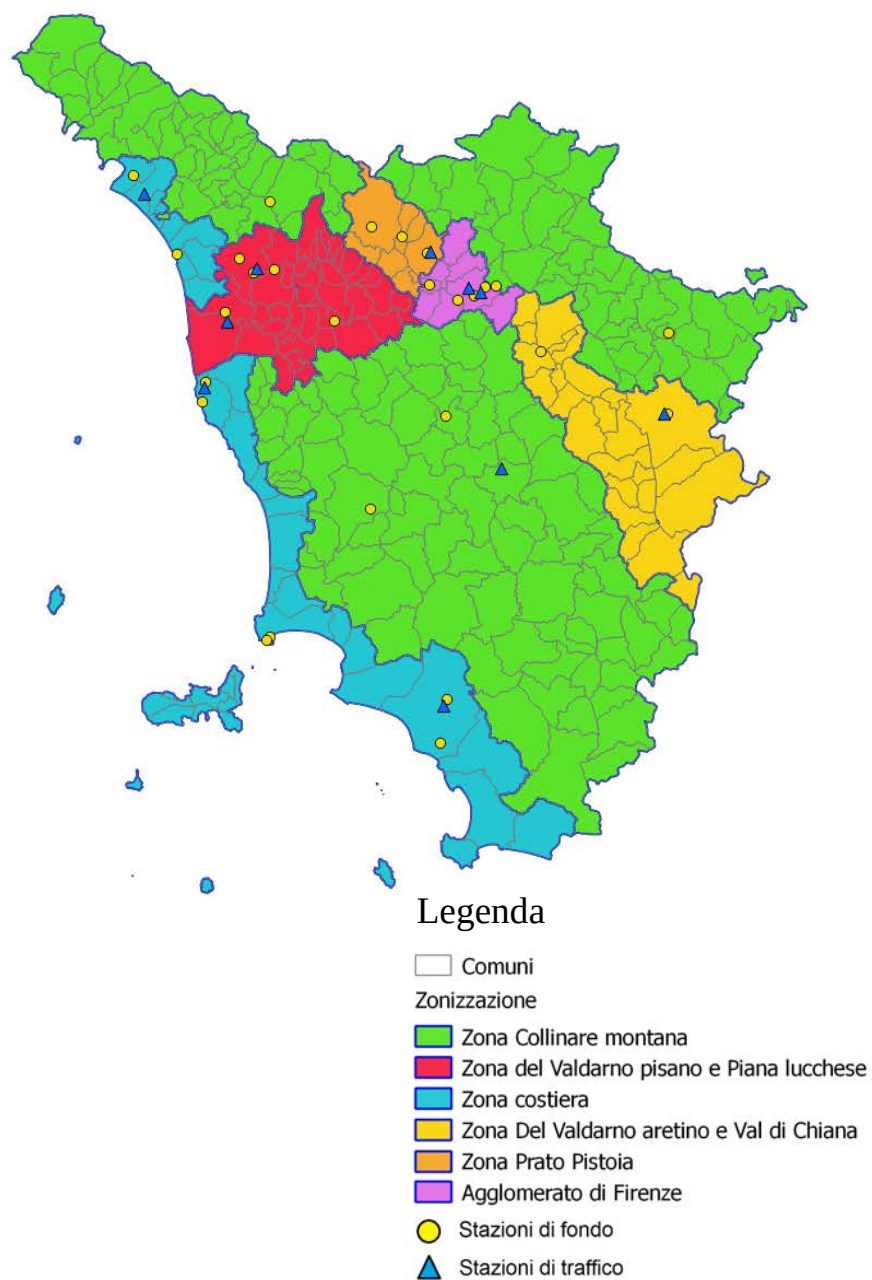 Legenda
Comuni
Zonizzazione
Zona Collinare montana
Zona del Valdarno pisano e Piana lucchese
Zona costiera
Zona Del Valdarno aretino e Val di Chiana
Zona Prato Pistoia
Agglomerato di Firenze
Stazioni di fondo
Stazioni di traffico